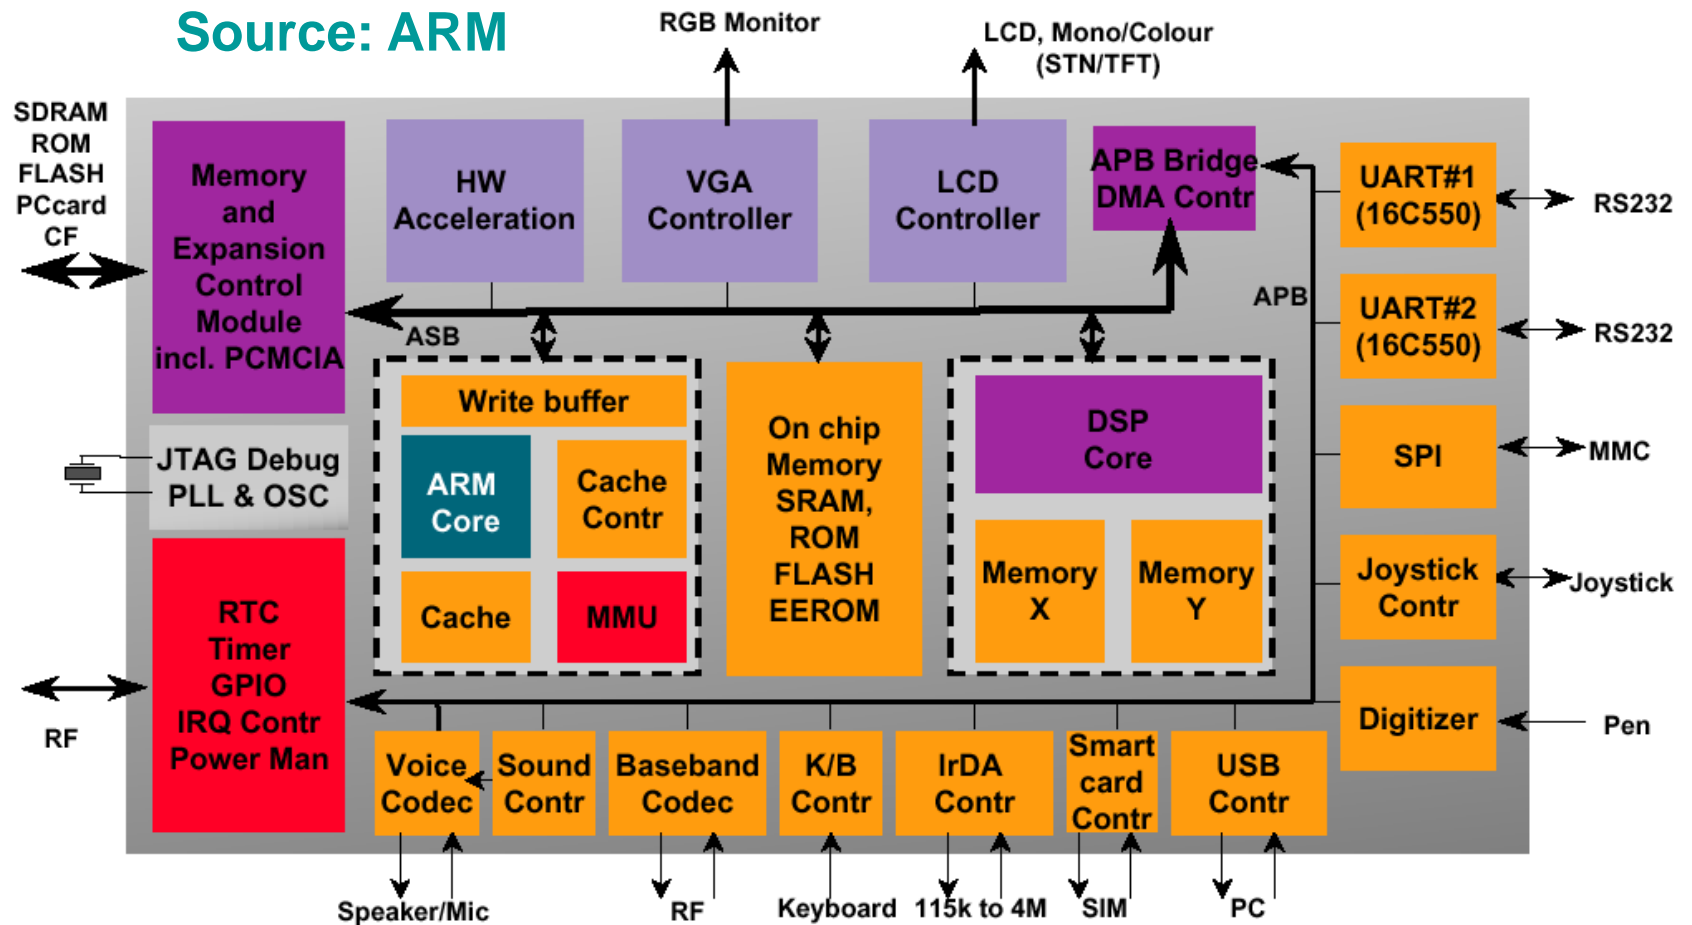 Source: ARM
RGB Monitor
LCD, Mono/Colour
(STN/TFT)
SDRAM
ROM
FLASH
PCcard
CF
Memory
and
Expansion
Control
Module
incl. PCMCIA
HW
Acceleration
VGA
Controller
LCD
Controller
APB Bridge
DMA Contr
UART#1
(16C550)
RS232
APB
UART#2
(16C550)
RS232
ASB
Write buffer
ARM
Core
Cache
Contr
Cache
MMU
On chip
Memory
SRAM,
ROM
FLASH
EEROM
DSP
Core
Memory
X
Memory
Y
SPI
MMC
JTAG Debug
PLL & OSC
Joystick
Contr
Joystick
RTC
Timer
GPIO
IRQ Contr
Power Man
RF
Digitizer
Pen
Voice
Codec
Sound
Contr
Baseband
Codec
K/B
Contr
IrDA
Contr
Smart
card
Contr
USB
Contr
Speaker/Mic
RF
Keyboard
115k to 4M
SIM
PC